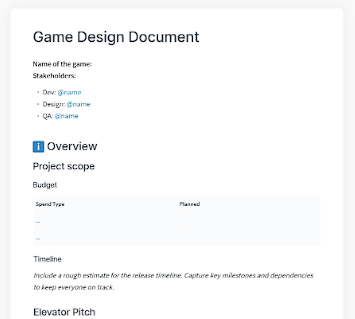 Game Design Document
Name of the game:
Stakeholders:
• Dev: @name
• Design: @name
• QA: @name
ℹ️ Overview
Project scope
Budget
Spend Type Planned
...
...
Timeline
Include a rough estimate for the release timeline. Capture key milestones and dependencies
to keep everyone on track.
Elevator Pitch